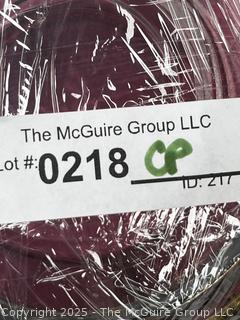 The McGuire Group LLC
Lot #: 0218 CP
ID: 217
Copyright 2025 - The McGuire Group LLC